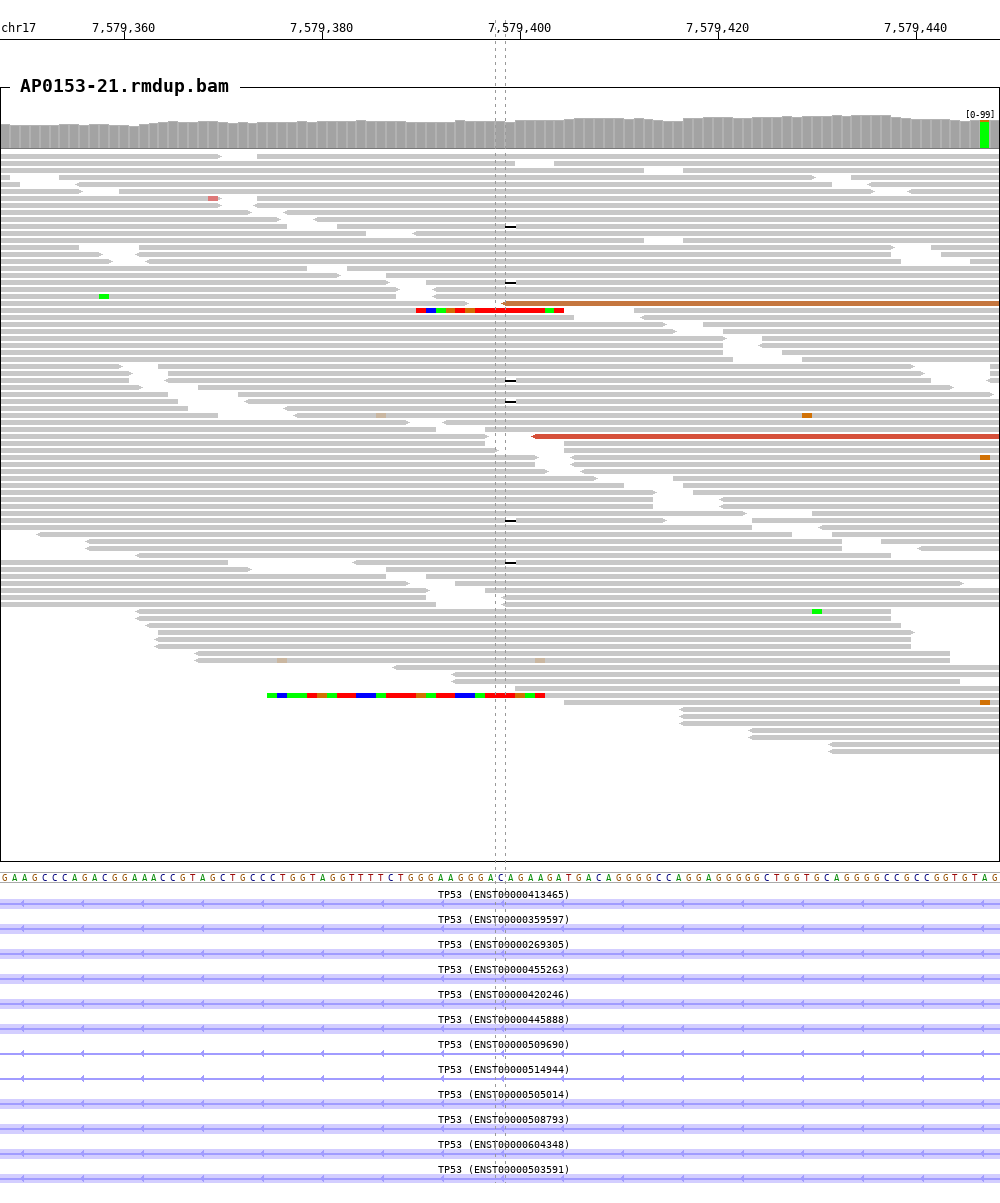 chr17 7,579,360 7,579,380 7,579,400 7,579,420 7,579,440
AP0153-21.rmdup.bam
[0-99]
GAAGCCCAGACGGAAACCGTAGCTGCCCTGGTAGGTTTTCTGGGAAGGGACAGAAGATGACAGGGGCCAGGAGGGGGCTGGTGCAGGGGCCGCCGGTGTAG
TP53 (ENST00000413465)
TP53 (ENST00000359597)
TP53 (ENST00000269305)
TP53 (ENST00000455263)
TP53 (ENST00000420246)
TP53 (ENST00000445888)
TP53 (ENST00000509690)
TP53 (ENST00000514944)
TP53 (ENST00000505014)
TP53 (ENST00000508793)
TP53 (ENST00000604348)
TP53 (ENST00000503591)